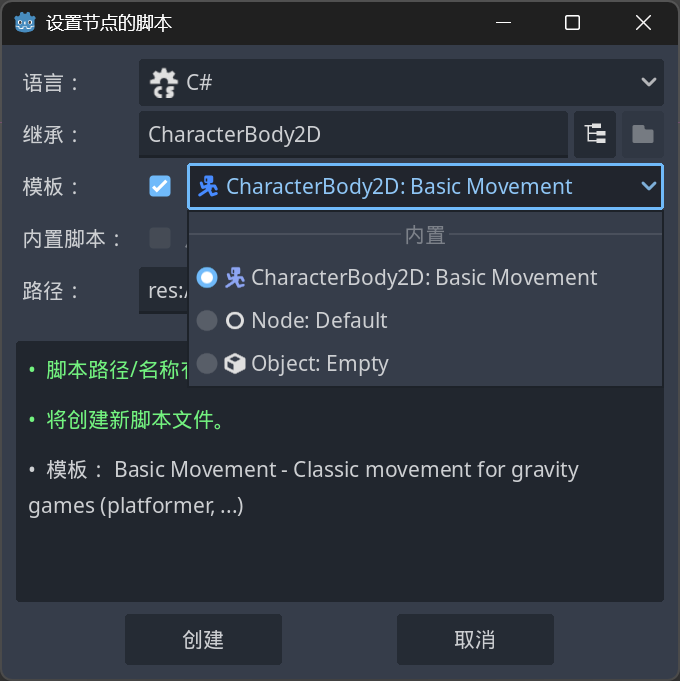 设置节点的脚本
语言：
C#
继承：
CharacterBody2D
模板：
CharacterBody2D: Basic Movement
内置
内置脚本：
CharacterBody2D: Basic Movement
路径：
res:/
Node: Default
Object: Empty
• 脚本路径/名称
• 将创建新脚本文件。
• 模板： Basic Movement - Classic movement for gravity
games (platformer, ...)
创建
取消